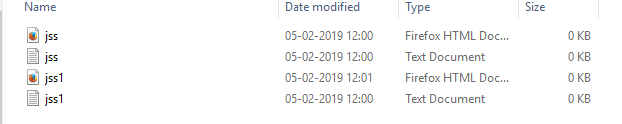 Name Date modified Type Size
jss 05-02-2019 12:00 Firefox HTML Doc... 0 KB
jss 05-02-2019 12:00 Text Document 0 KB
jss1 05-02-2019 12:01 Firefox HTML Doc... 0 KB
jss1 05-02-2019 12:00 Text Document 0 KB